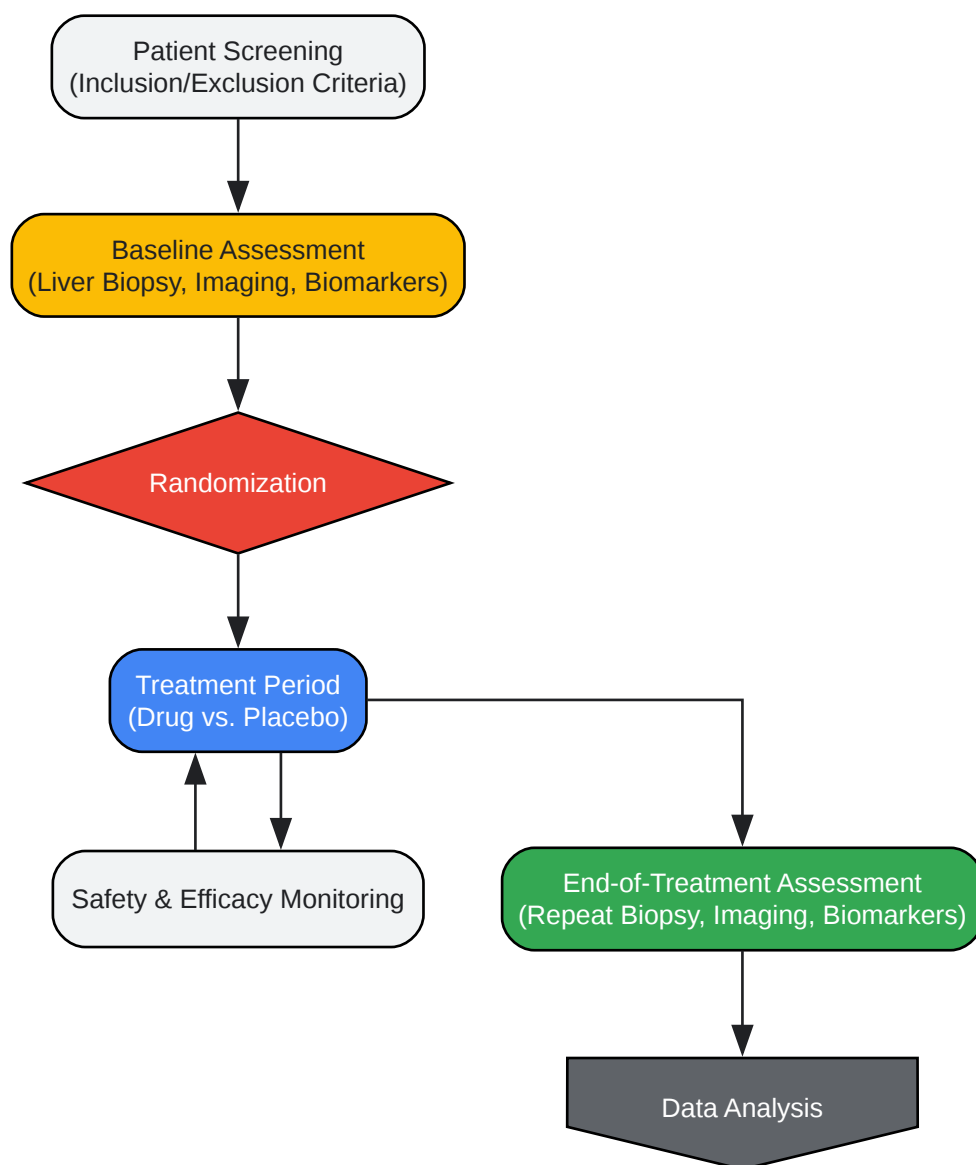 Patient Screening
(Inclusion/Exclusion Criteria)
Baseline Assessment
(Liver Biopsy, Imaging, Biomarkers)
Randomization
Treatment Period
(Drug vs. Placebo)
Safety & Efficacy Monitoring
End-of-Treatment Assessment
(Repeat Biopsy, Imaging, Biomarkers)
Data Analysis